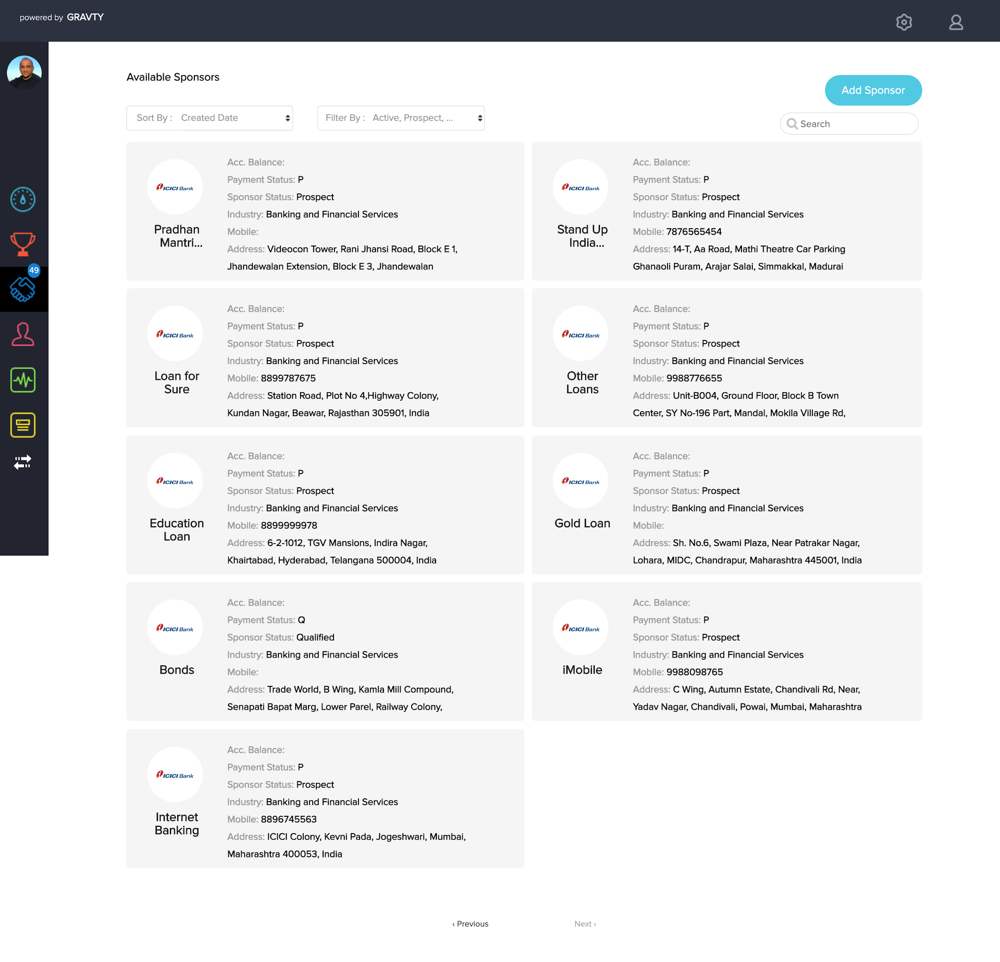 powered by GRAVTY
49
Available Sponsors
Add Sponsor
Sort By : Created Date
Filter By : Active, Prospect, ...
Search
ICICI Bank
Pradhan
Mantri...
Acc. Balance:
Payment Status: P
Sponsor Status: Prospect
Industry: Banking and Financial Services
Mobile:
Address: Videocon Tower, Rani Jhansi Road, Block E 1,
Jhandewalan Extension, Block E 3, Jhandewalan
ICICI Bank
Stand Up
India...
Acc. Balance:
Payment Status: P
Sponsor Status: Prospect
Industry: Banking and Financial Services
Mobile: 7876565454
Address: 14-T, Aa Road, Mathi Theatre Car Parking
Ghanaoli Puram, Arajar Salai, Simmakkal, Madurai
ICICI Bank
Loan for
Sure
Acc. Balance:
Payment Status: P
Sponsor Status: Prospect
Industry: Banking and Financial Services
Mobile: 8899787675
Address: Station Road, Plot No 4,Highway Colony,
Kundan Nagar, Beawar, Rajasthan 305901, India
ICICI Bank
Other
Loans
Acc. Balance:
Payment Status: P
Sponsor Status: Prospect
Industry: Banking and Financial Services
Mobile: 9988776655
Address: Unit-B004, Ground Floor, Block B Town
Center, SY No-196 Part, Mandal, Mokila Village Rd,
ICICI Bank
Education
Loan
Acc. Balance:
Payment Status: P
Sponsor Status: Prospect
Industry: Banking and Financial Services
Mobile: 8899999978
Address: 6-2-1012, TGV Mansions, Indira Nagar,
Khairtabad, Hyderabad, Telangana 500004, India
ICICI Bank
Gold Loan
Acc. Balance:
Payment Status: P
Sponsor Status: Prospect
Industry: Banking and Financial Services
Mobile:
Address: Sh. No.6, Swami Plaza, Near Patrakar Nagar,
Lohara, MIDC, Chandrapur, Maharashtra 445001, India
ICICI Bank
Bonds
Acc. Balance:
Payment Status: Q
Sponsor Status: Qualified
Industry: Banking and Financial Services
Mobile:
Address: Trade World, B Wing, Kamla Mill Compound,
Senapati Bapat Marg, Lower Parel, Railway Colony,
ICICI Bank
iMobile
Acc. Balance:
Payment Status: P
Sponsor Status: Prospect
Industry: Banking and Financial Services
Mobile: 9988098765
Address: C Wing, Autumn Estate, Chandivali Rd, Near,
Yadav Nagar, Chandivali, Powai, Mumbai, Maharashtra
ICICI Bank
Internet
Banking
Acc. Balance:
Payment Status: P
Sponsor Status: Prospect
Industry: Banking and Financial Services
Mobile: 8896745563
Address: ICICI Colony, Kevni Pada, Jogeshwari, Mumbai,
Maharashtra 400053, India
‹ Previous
Next ›